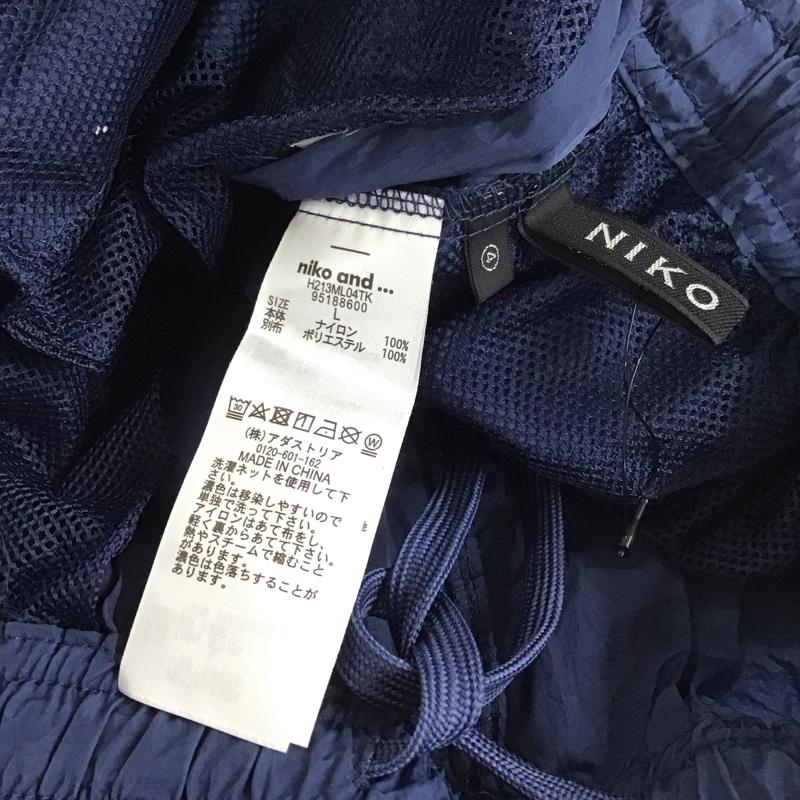 niko and ...
H213ML04TK
95188600
SIZE L
本体 ナイロン 100%
別布 ポリエステル 100%
30
W
(株)アダストリア
0120-601-162
MADE IN CHINA
洗濯ネットを使用して下
さい。
濃色は移染しやすいので
単独で洗って下さい。
アイロンはあて布をし、
軽く裏からあてて下さい。
熱やスチームで縮むこと
があります。
濃色は色落ちすることが
あります。
4
NIKO